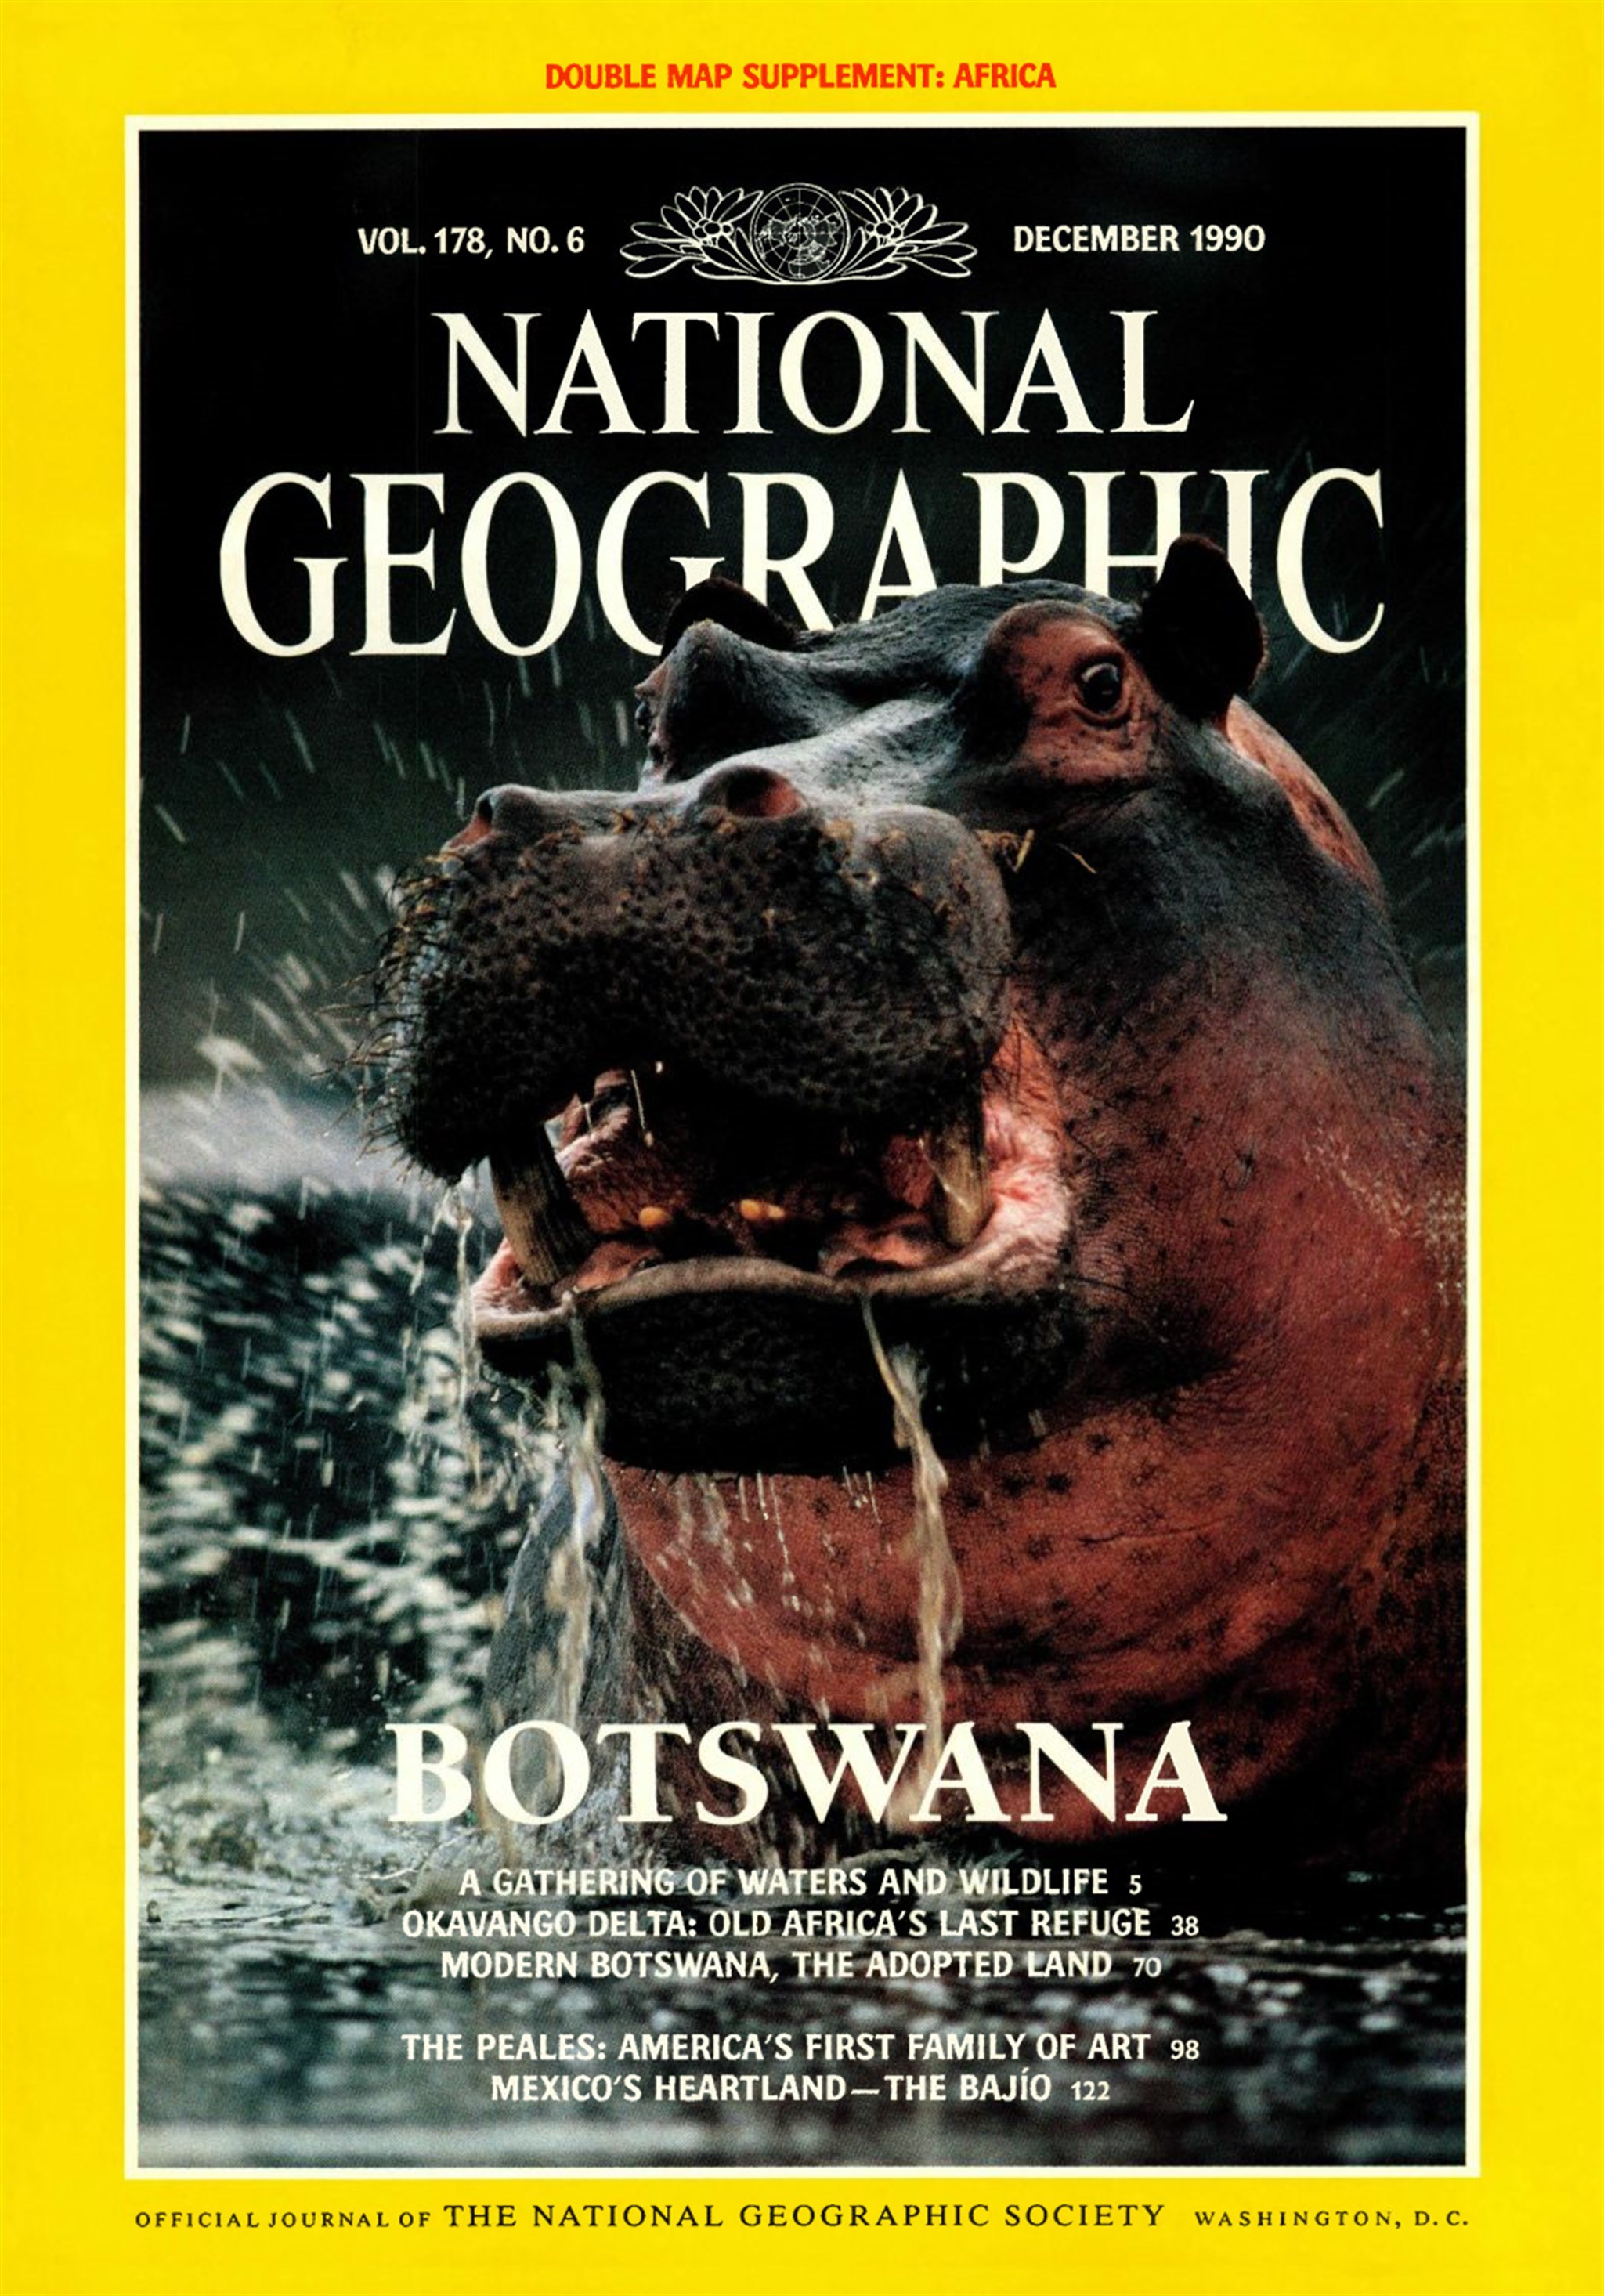 DOUBLE MAP SUPPLEMENT: AFRICA
VOL. 178, NO. 6
DECEMBER 1990
NATIONAL
GEOGRAPHIC
BOTSWANA
A GATHERING OF WATERS AND WILDLIFE 5
OKAVANGO DELTA: OLD AFRICA'S LAST REFUGE 38
MODERN BOTSWANA, THE ADOPTED LAND 70
THE PEALES: AMERICA'S FIRST FAMILY OF ART 98
MEXICO'S HEARTLAND—THE BAJÍO 122
OFFICIAL JOURNAL OF THE NATIONAL GEOGRAPHIC SOCIETY WASHINGTON, D.C.